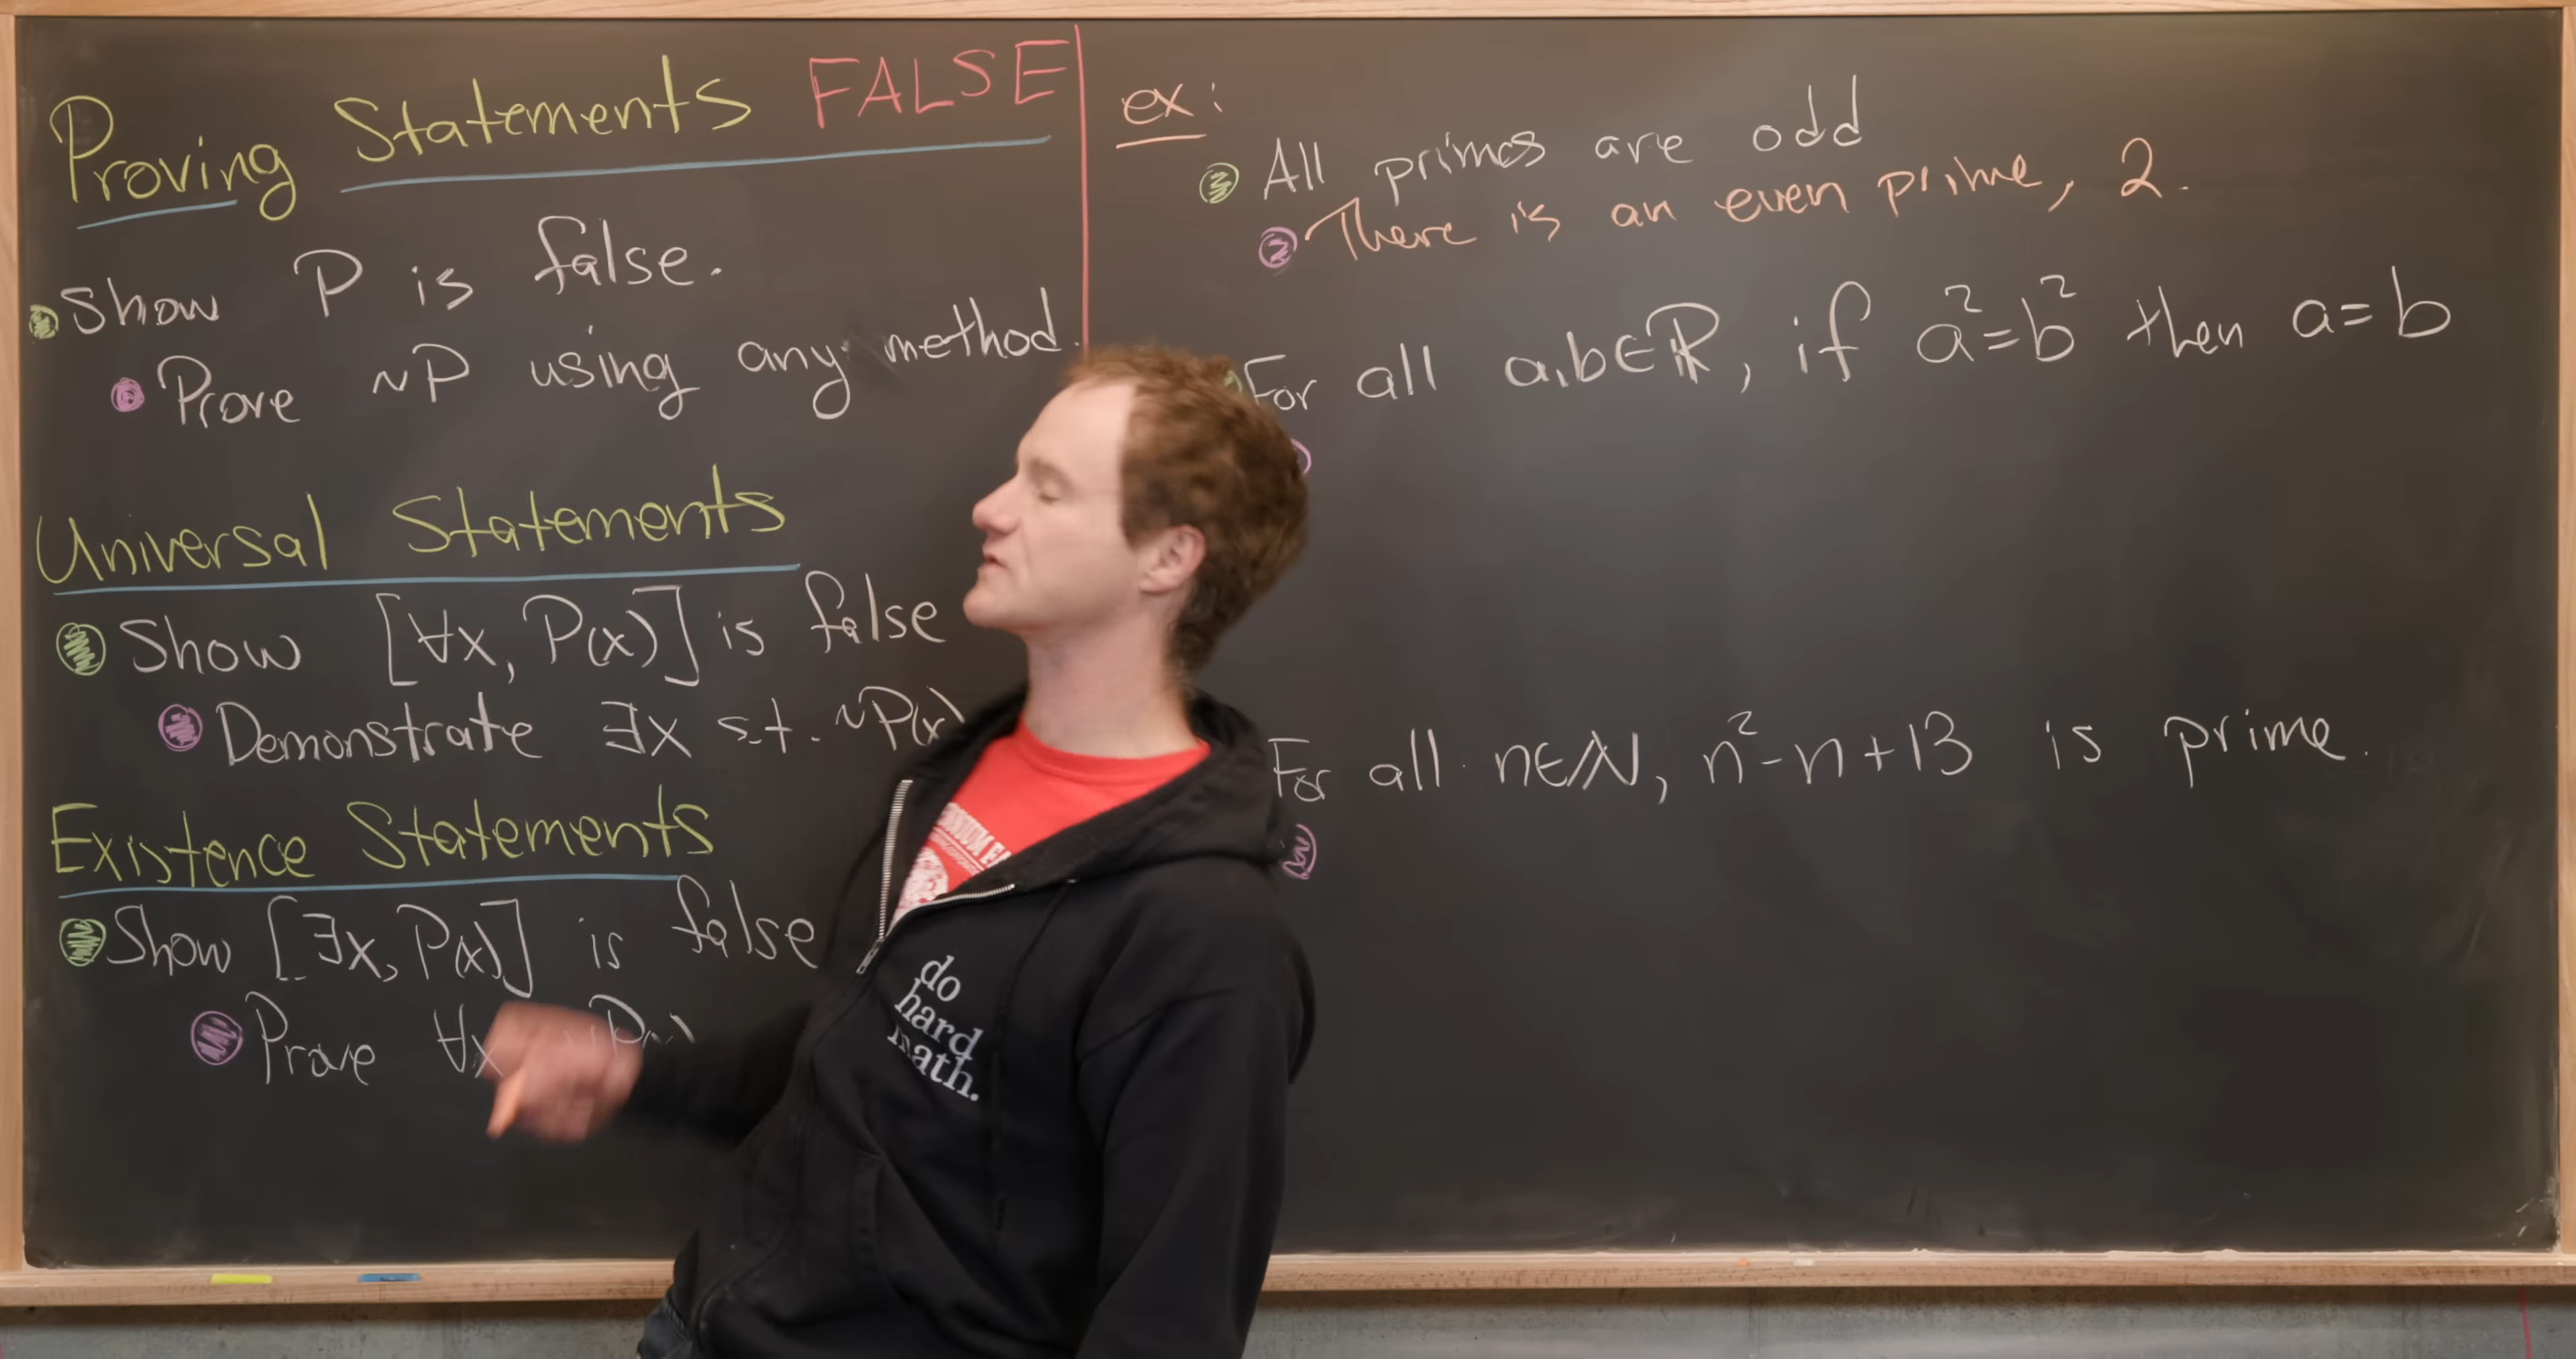 Proving Statements FALSE
Show P is false.
Prove ~P using any method.
Universal Statements
Show [∀x, P(x)] is false
Demonstrate ∃x s.t. ~P(x)
Existence Statements
Show [∃x, P(x)] is false
Prove ∀x ~P(x)
ex:
All primes are odd
There is an even prime, 2.
For all a,b∈ℝ, if a²=b² then a=b
For all n∈ℕ, n²-n+13 is prime.
do
hard
math.